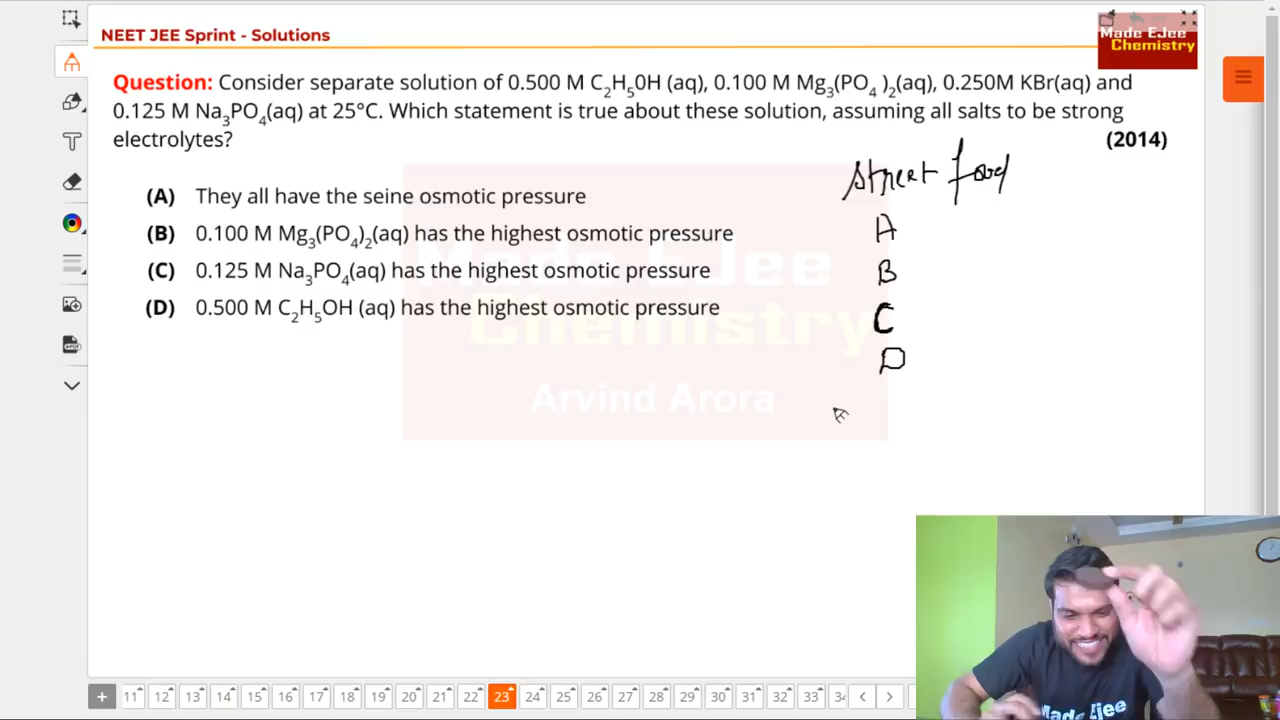 NEET JEE Sprint - Solutions
Made EJee
Chemistry
Question: Consider separate solution of 0.500 M C₂H₅0H (aq), 0.100 M Mg₃(PO₄ )₂(aq), 0.250M KBr(aq) and
0.125 M Na₃PO₄(aq) at 25°C. Which statement is true about these solution, assuming all salts to be strong
electrolytes?
(2014)
(A) They all have the seine osmotic pressure
(B) 0.100 M Mg₃(PO₄)₂(aq) has the highest osmotic pressure
(C) 0.125 M Na₃PO₄(aq) has the highest osmotic pressure
(D) 0.500 M C₂H₅OH (aq) has the highest osmotic pressure
Street food
A
B
C
D
Made EJee
Chemistry
Arvind Arora
Made Ejee
+ 11 12 13 14 15 16 17 18 19 20 21 22 23 24 25 26 27 28 29 30 31 32 33 < >